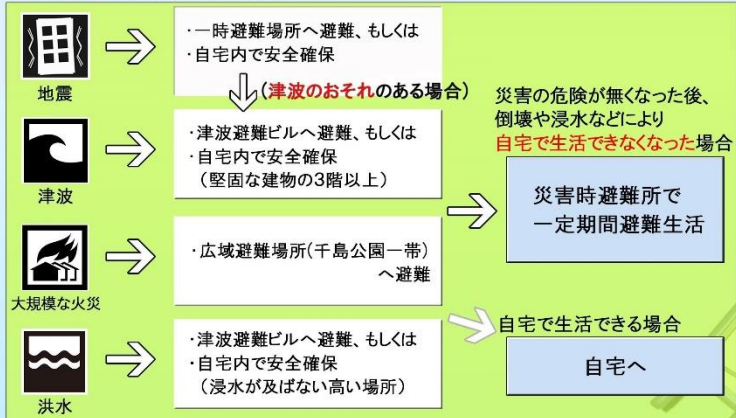 地震
・一時避難場所へ避難、もしくは
・自宅内で安全確保
(津波のおそれのある場合)
津波
・津波避難ビルへ避難、もしくは
・自宅内で安全確保
(堅固な建物の3階以上)
大規模な火災
・広域避難場所(千島公園一帯)
へ避難
洪水
・津波避難ビルへ避難、もしくは
・自宅内で安全確保
(浸水が及ばない高い場所)
災害の危険が無くなった後、
倒壊や浸水などにより
自宅で生活できなくなった場合
災害時避難所で
一定期間避難生活
自宅で生活できる場合
自宅へ